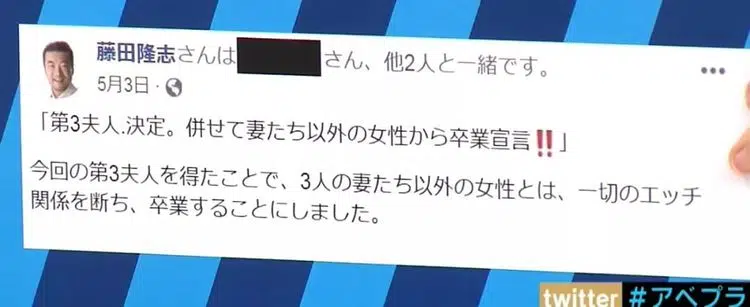 藤田隆志さんは さん、他2人と一緒です。
5月3日・
「第3夫人.決定。併せて妻たち以外の女性から卒業宣言‼」
今回の第3夫人を得たことで、3人の妻たち以外の女性とは、一切のエッチ
関係を断ち、卒業することにしました。
twitter #アベプラ